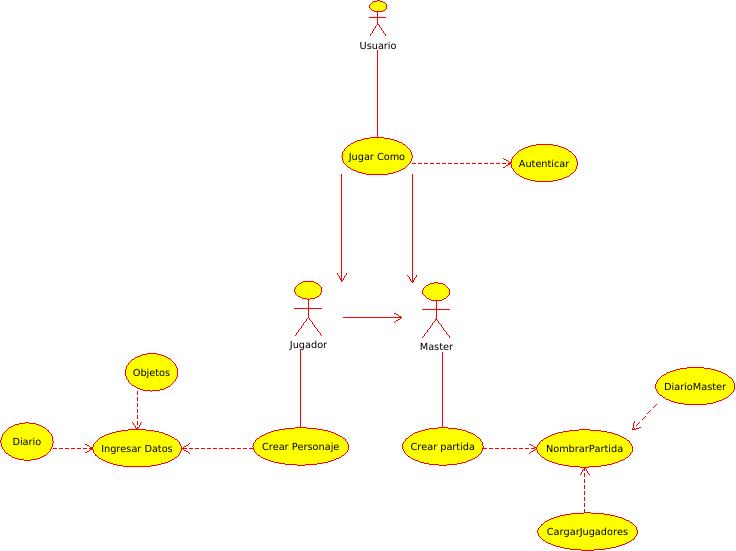 Usuario
Jugar Como
Autenticar
Jugador
Master
Objetos
DiarioMaster
Diario
Ingresar Datos
Crear Personaje
Crear partida
NombrarPartida
CargarJugadores